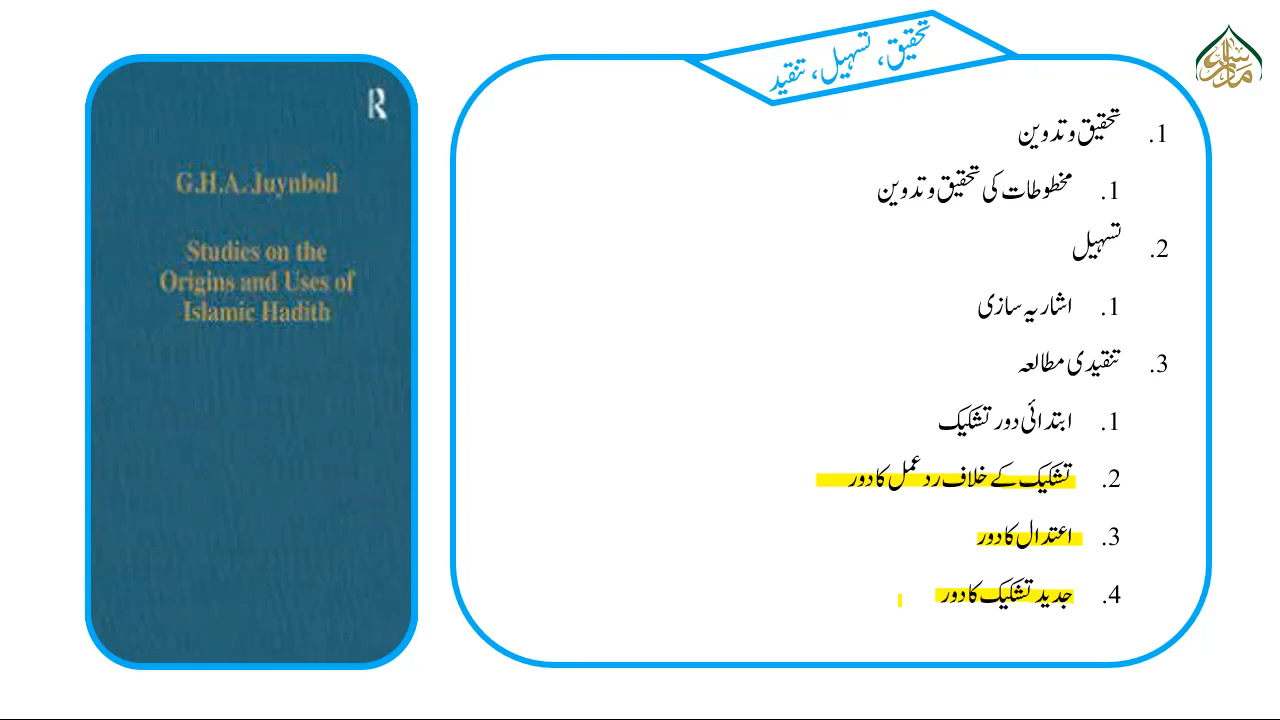 تحقیق، تسہیل، تنقید
1. تحقیق و تدوین
1. مخطوطات کی تحقیق و تدوین
2. تسہیل
1. اشاریہ سازی
3. تنقیدی مطالعہ
1. ابتدائی دور تشکیک
2. تشکیک کے خلاف رد عمل کا دور
3. اعتدال کا دور
4. جدید تشکیک کا دور
R
G.H.A. Juynboll
Studies on the
Origins and Uses of
Islamic Hadith